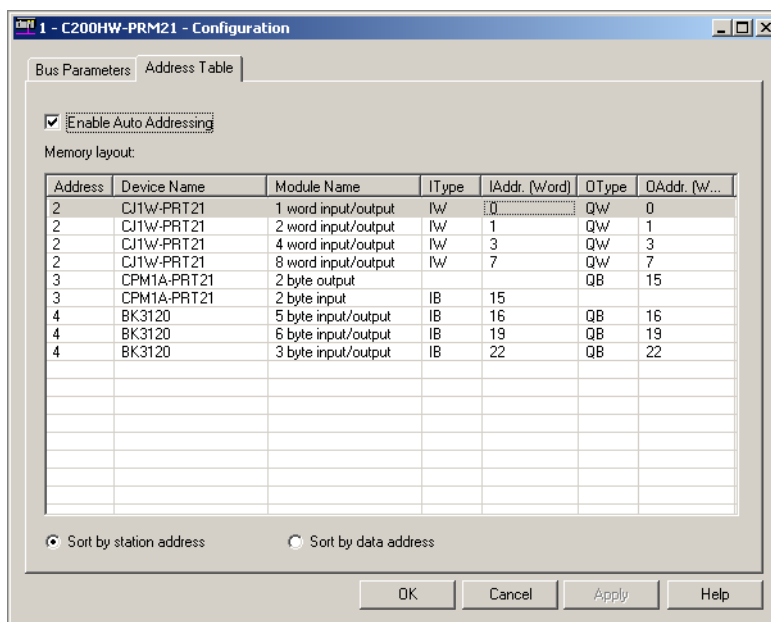 1 - C200HW-PRM21 - Configuration
Bus Parameters Address Table
Enable Auto Addressing
Memory layout:
Address Device Name Module Name IType IAddr. (Word) OType OAddr. (W...
2 CJ1W-PRT21 1 word input/output IW 0 QW 0
2 CJ1W-PRT21 2 word input/output IW 1 QW 1
2 CJ1W-PRT21 4 word input/output IW 3 QW 3
2 CJ1W-PRT21 8 word input/output IW 7 QW 7
3 CPM1A-PRT21 2 byte output QB 15
3 CPM1A-PRT21 2 byte input IB 15
4 BK3120 5 byte input/output IB 16 QB 16
4 BK3120 6 byte input/output IB 19 QB 19
4 BK3120 3 byte input/output IB 22 QB 22
Sort by station address Sort by data address
OK Cancel Apply Help